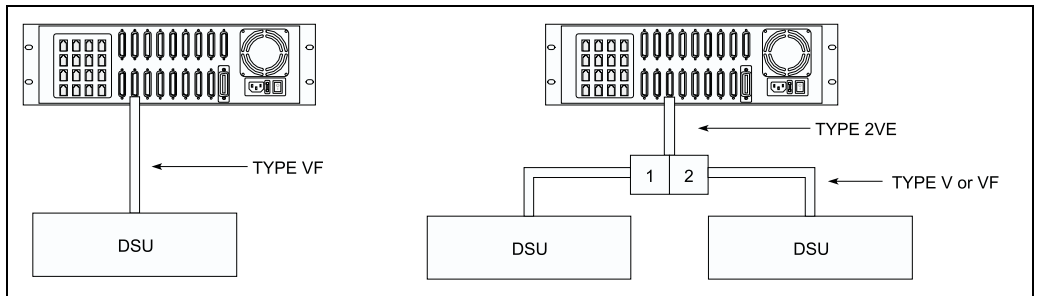 TYPE VF
DSU
TYPE 2VE
1 2
TYPE V or VF
DSU
DSU